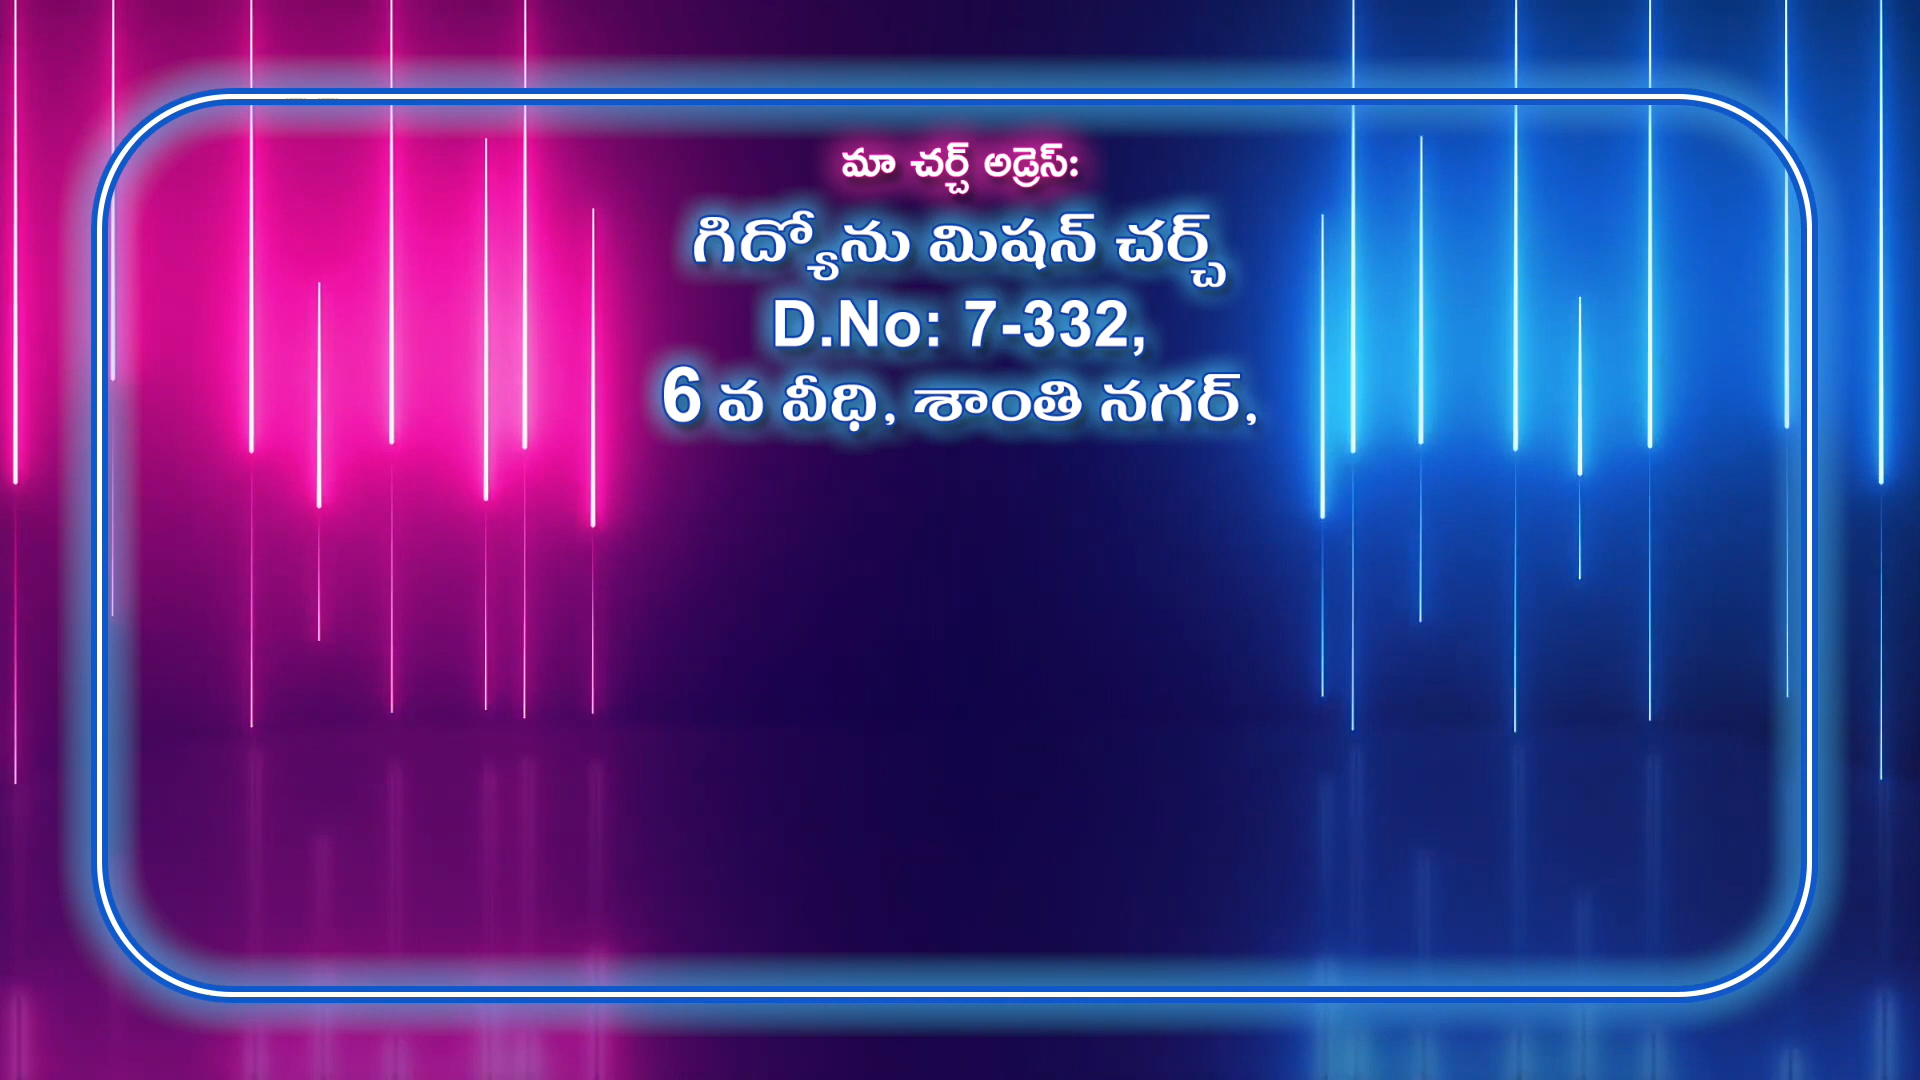 మా చర్చ్ అడ్రెస్:
గిద్యోను మిషన్ చర్చ్
D.No: 7-332,
6 వ వీధి, శాంతి నగర్,